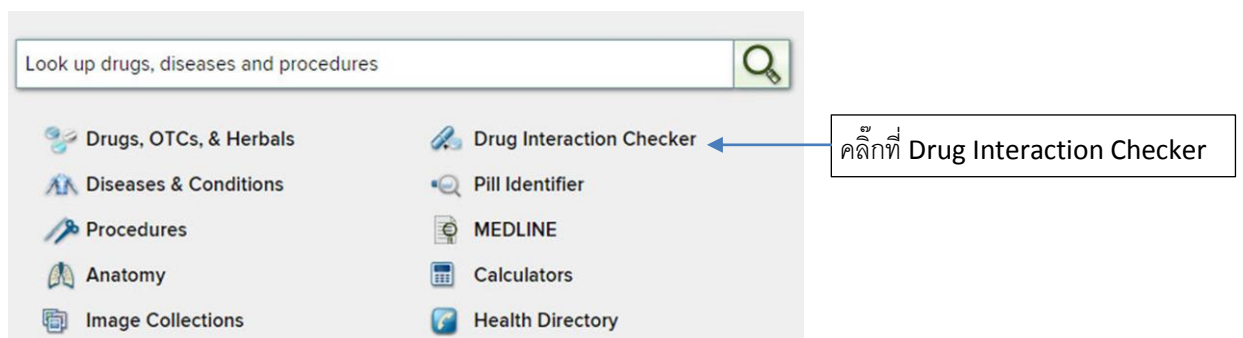 Look up drugs, diseases and procedures
Drugs, OTCs, & Herbals
Diseases & Conditions
Procedures
Anatomy
Image Collections
Drug Interaction Checker
Pill Identifier
MEDLINE
Calculators
Health Directory
คลิ๊กที่ Drug Interaction Checker